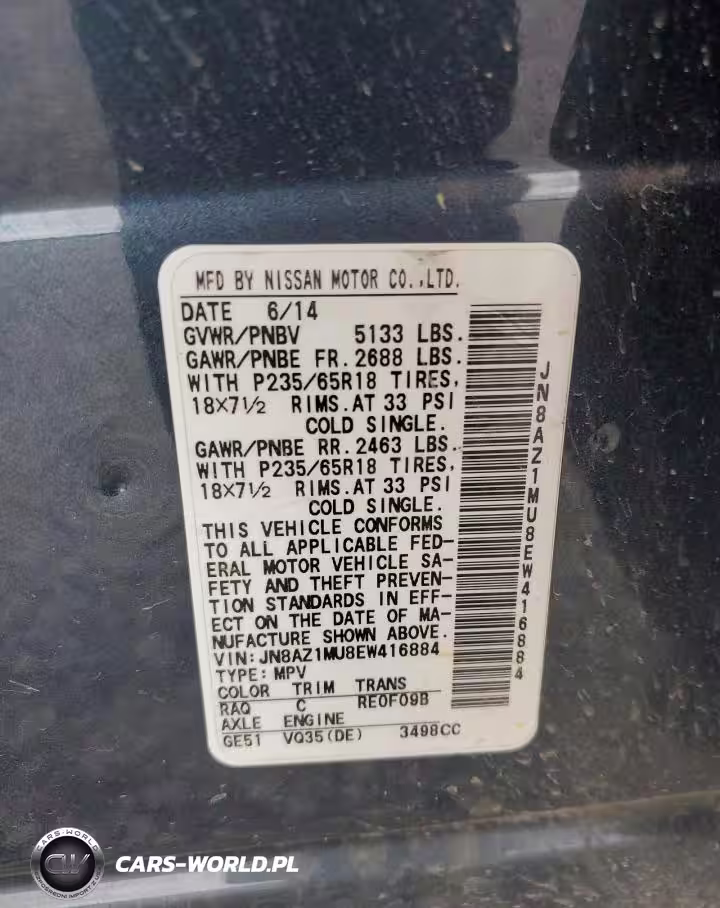 MFD BY NISSAN MOTOR CO.,LTD.
DATE 6/14
GVWR/PNBV 5133 LBS.
GAWR/PNBE FR. 2688 LBS.
WITH P235/65R18 TIRES,
18×7½ RIMS. AT 33 PSI
COLD SINGLE.
GAWR/PNBE RR. 2463 LBS.
WITH P235/65R18 TIRES,
18×7½ RIMS. AT 33 PSI
COLD SINGLE.
THIS VEHICLE CONFORMS
TO ALL APPLICABLE FED-
ERAL MOTOR VEHICLE SA-
FETY AND THEFT PREVEN-
TION STANDARDS IN EFF-
ECT ON THE DATE OF MA-
NUFACTURE SHOWN ABOVE.
VIN: JN8AZ1MU8EW416884
TYPE: MPV
COLOR TRIM TRANS
RAQ C RE0F09B
AXLE ENGINE
GE51 VQ35(DE) 3498CC
JN8AZ1MU8EW416884
CARS-WORLD
CW
CARS-WORLD.PL